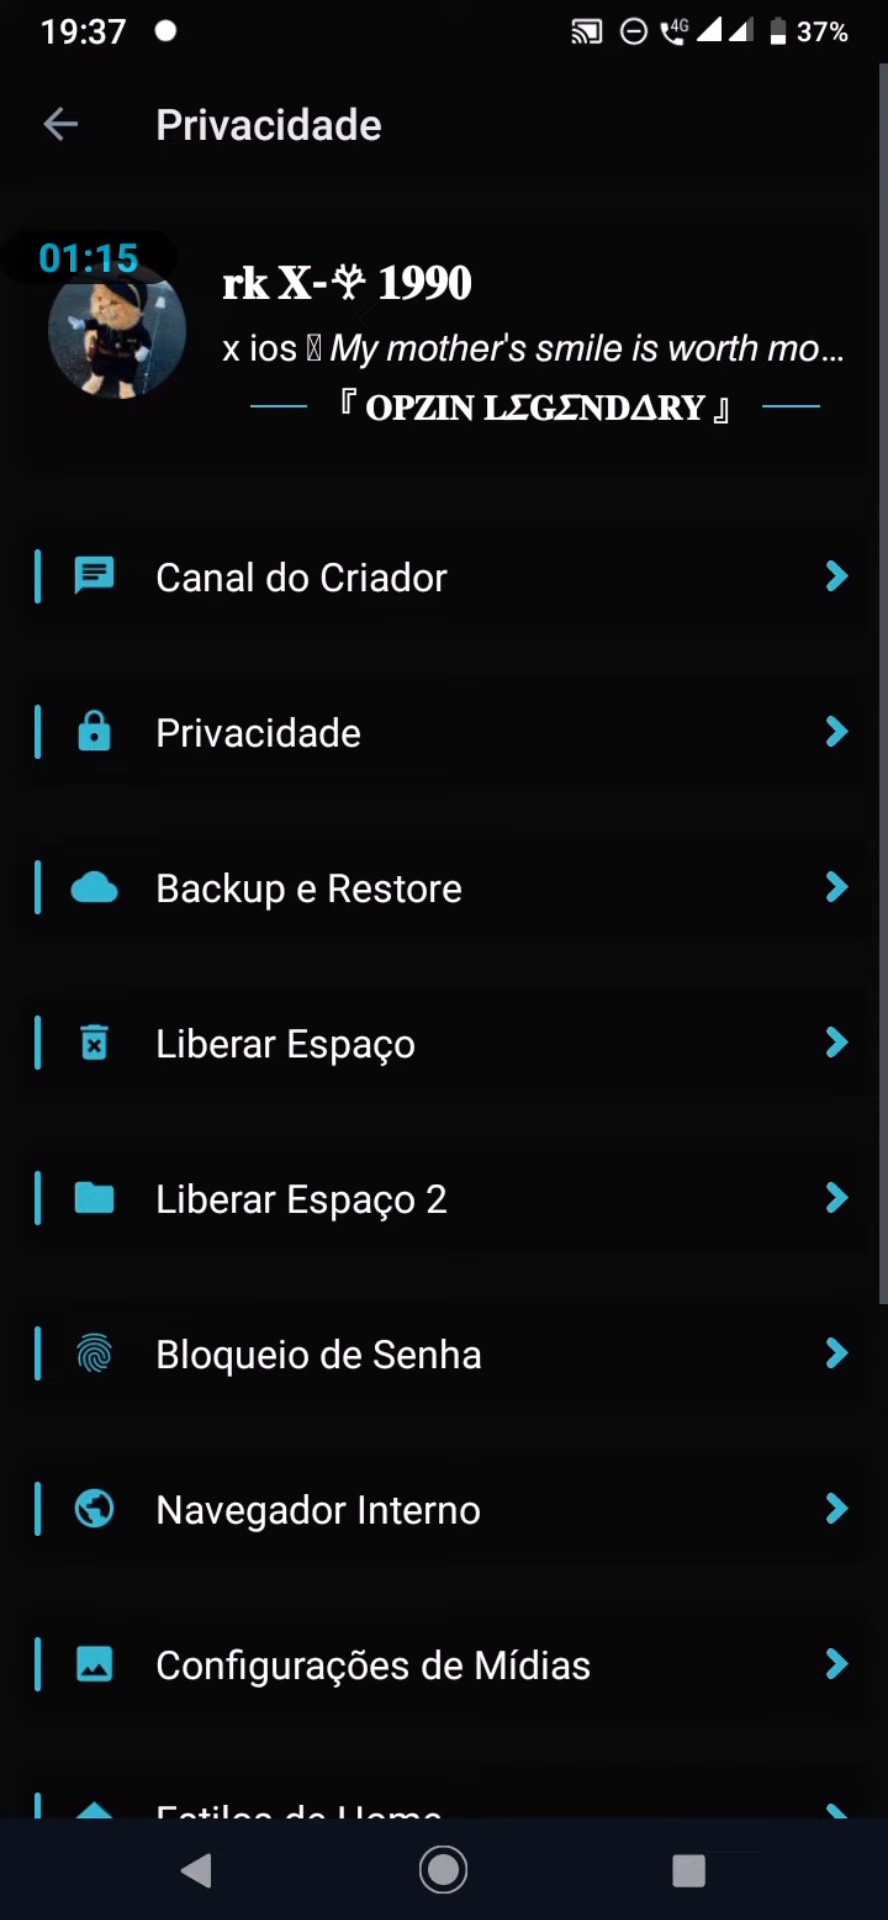 19:37
4G
37%
Privacidade
01:15
rk X- 1990
x ios My mother's smile is worth mo...
『 OPZIN LΣGΣNDΔRY 』
Canal do Criador
Privacidade
Backup e Restore
Liberar Espaço
Liberar Espaço 2
Bloqueio de Senha
Navegador Interno
Configurações de Mídias
Estilos de Home